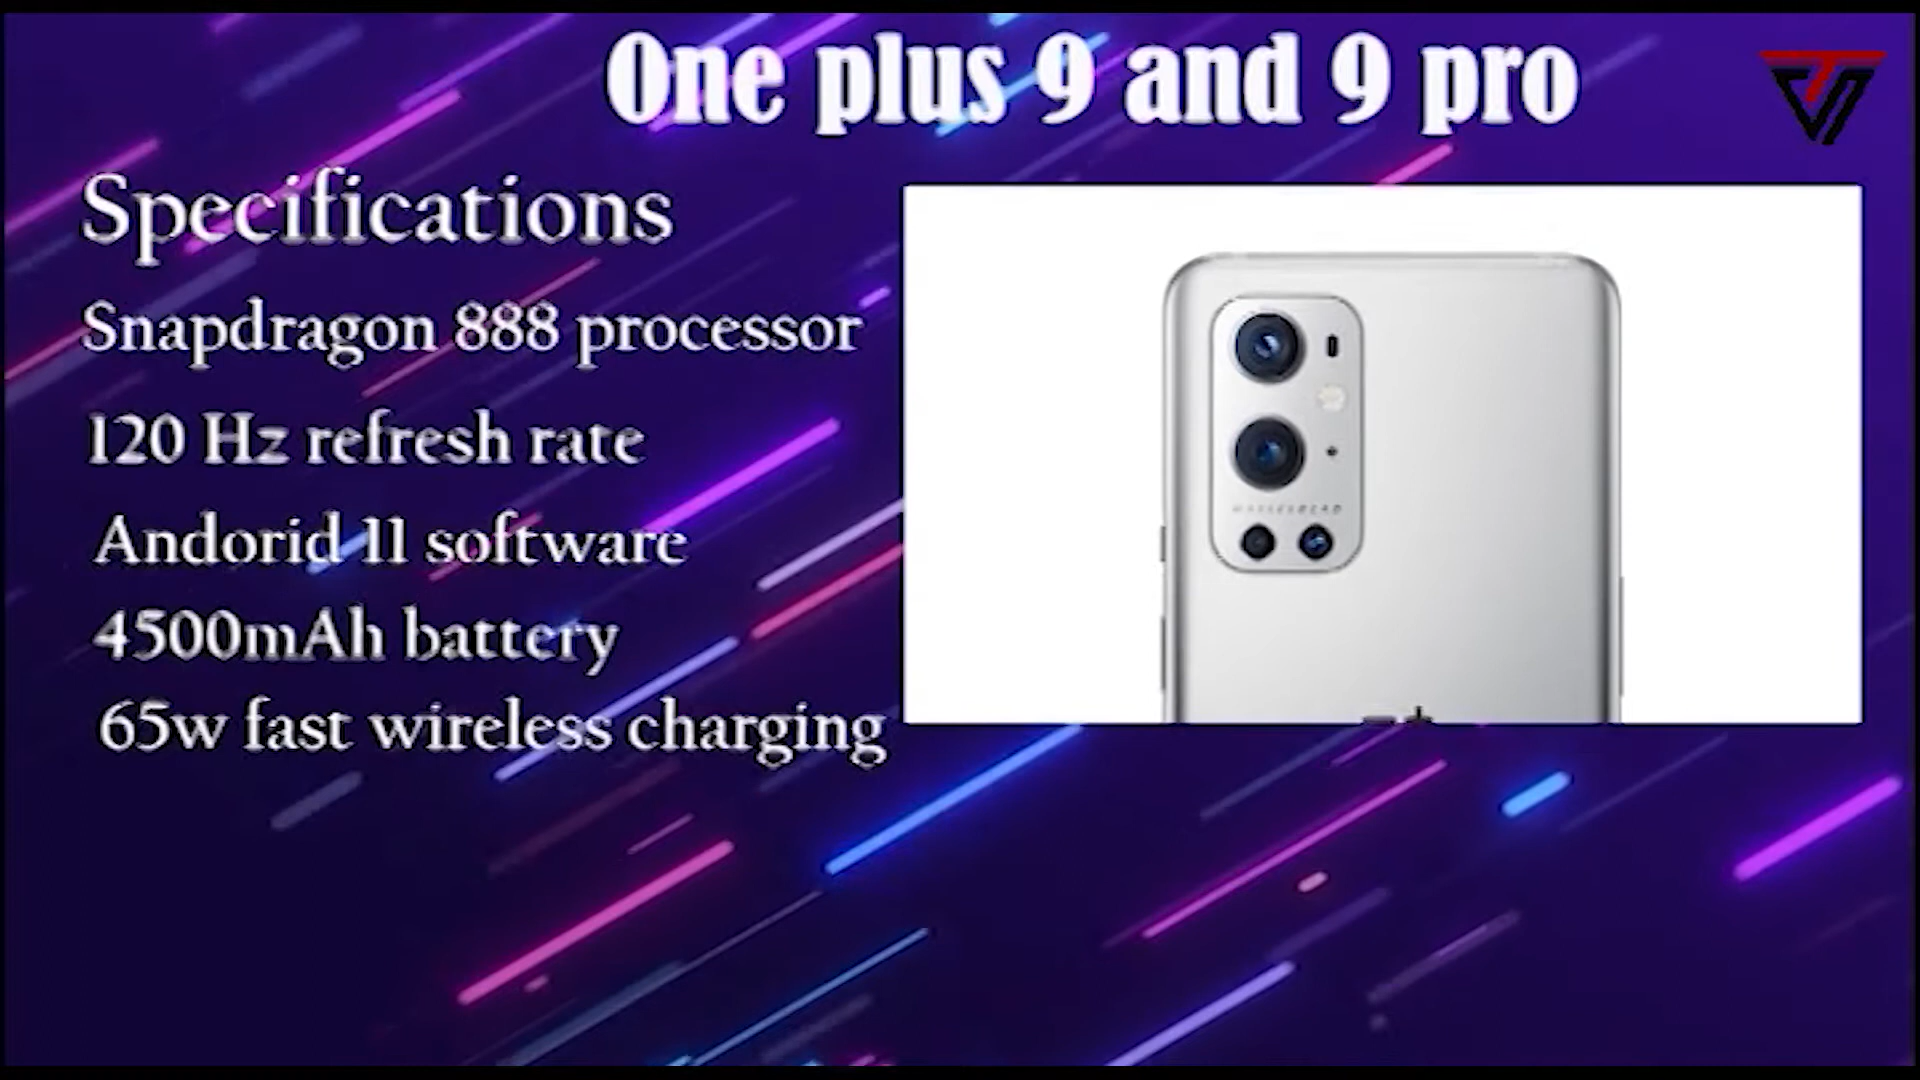 One plus 9 and 9 pro
Specifications
Snapdragon 888 processor
120 Hz refresh rate
Andorid 11 software
4500mAh battery
65w fast wireless charging
HASSELBLAD